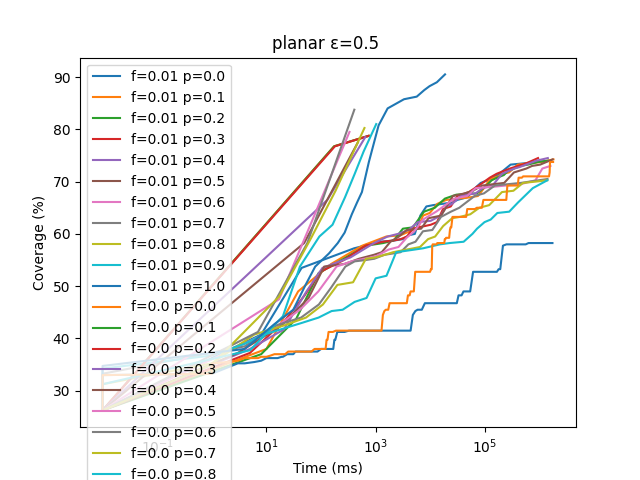 planar ε=0.5
Coverage (%)
90
80
70
60
50
40
30
f=0.01 p=0.0
f=0.01 p=0.1
f=0.01 p=0.2
f=0.01 p=0.3
f=0.01 p=0.4
f=0.01 p=0.5
f=0.01 p=0.6
f=0.01 p=0.7
f=0.01 p=0.8
f=0.01 p=0.9
f=0.01 p=1.0
f=0.0 p=0.0
f=0.0 p=0.1
f=0.0 p=0.2
f=0.0 p=0.3
f=0.0 p=0.4
f=0.0 p=0.5
f=0.0 p=0.6
f=0.0 p=0.7
f=0.0 p=0.8
10⁻¹ 10¹ 10³ 10⁵
Time (ms)